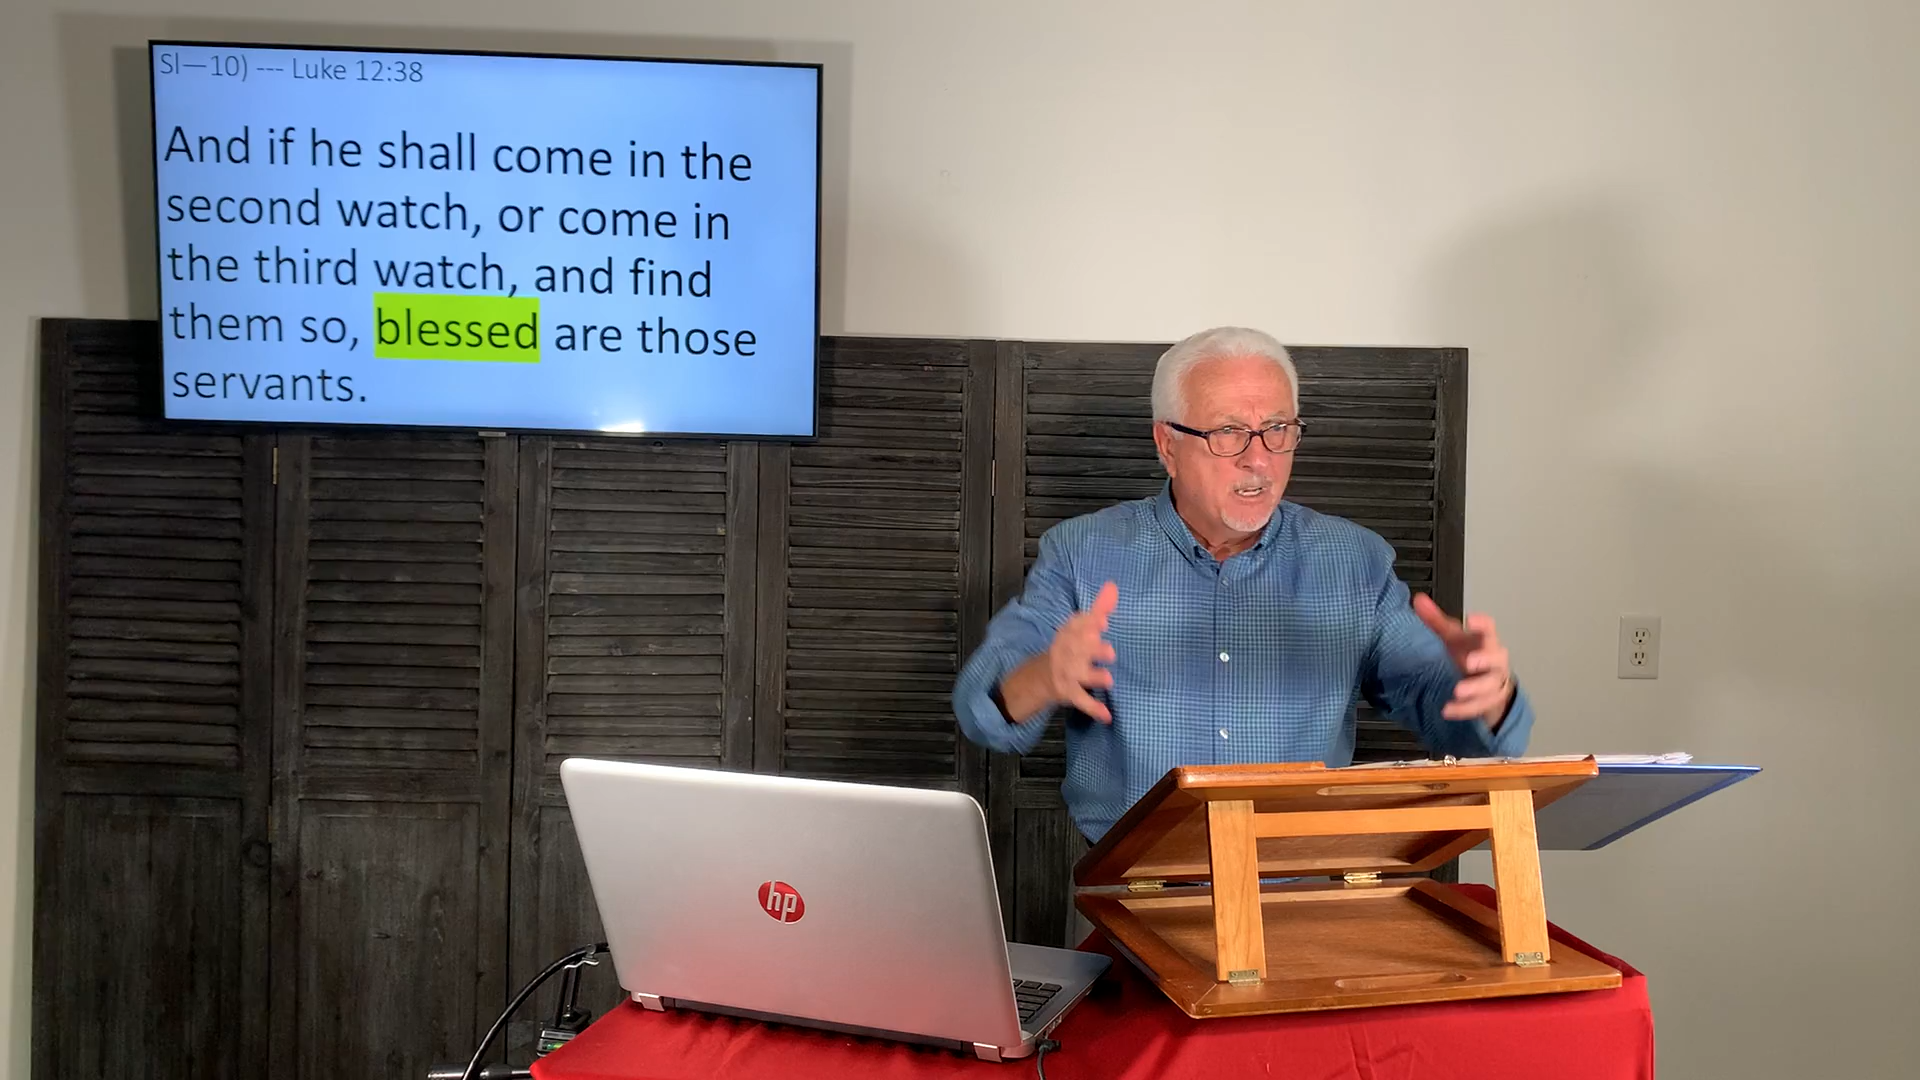 Sl—10) --- Luke 12:38
And if he shall come in the
second watch, or come in
the third watch, and find
them so, blessed are those
servants.
hp